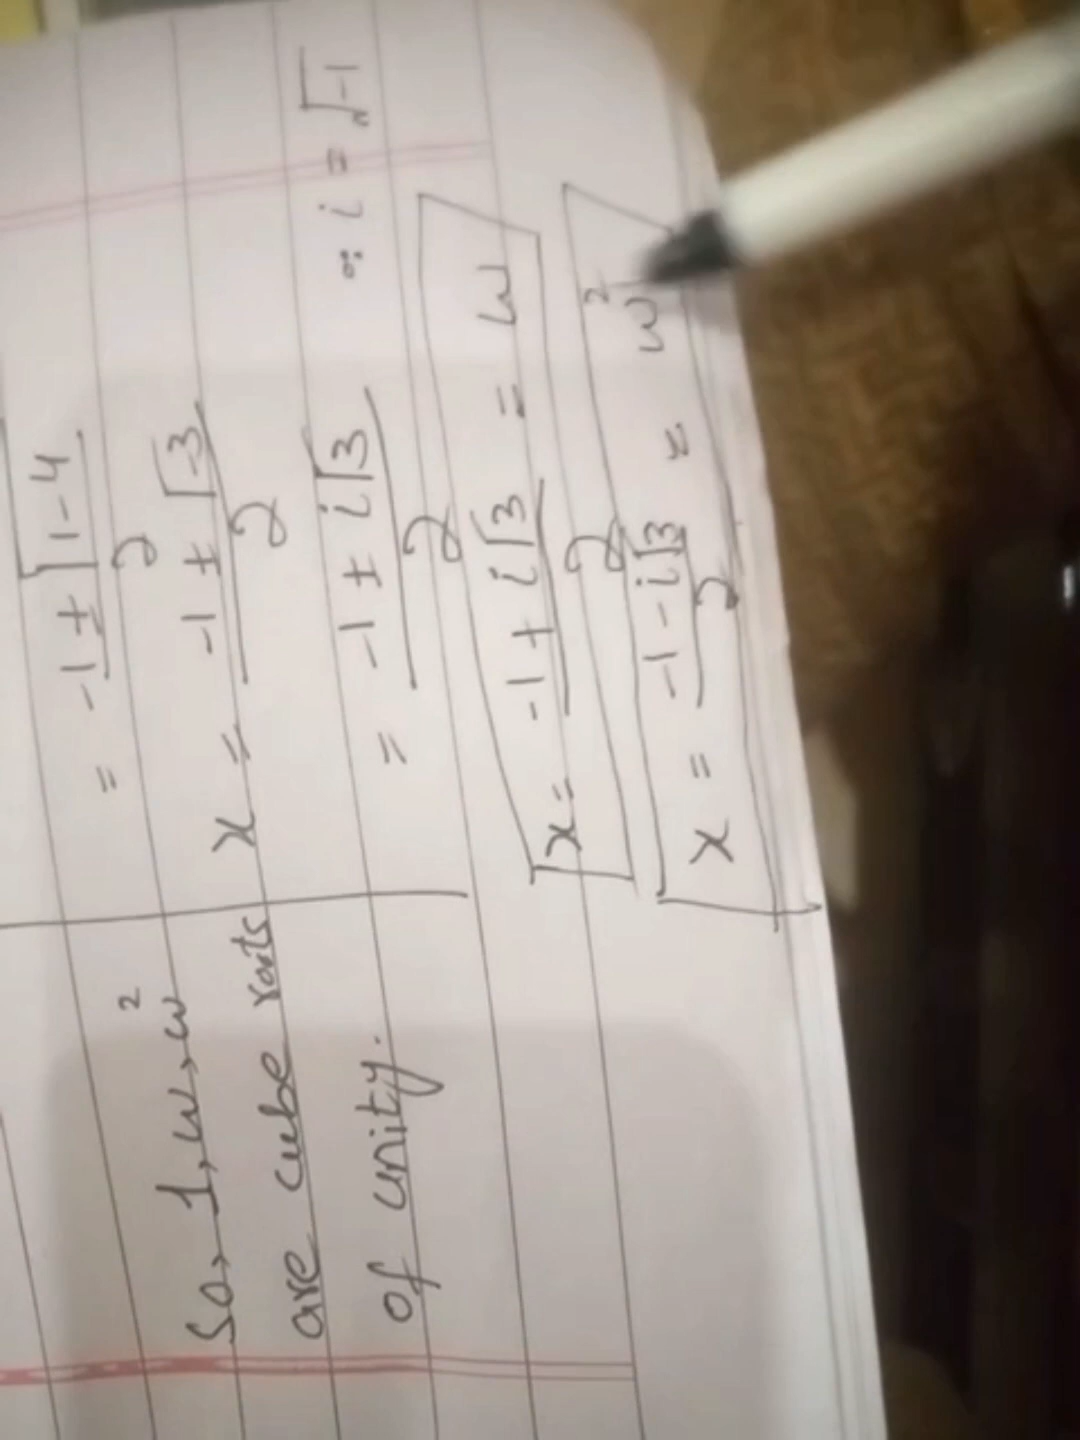 = -1 ± √1-4 / 2
x = -1 ± √-3 / 2
= -1 ± i√3 / 2 ∵ i = √-1
x = -1 + i√3 / 2 = ω
x = -1 - i√3 / 2 = ω²
So, 1, ω, ω²
are cube roots
of unity.